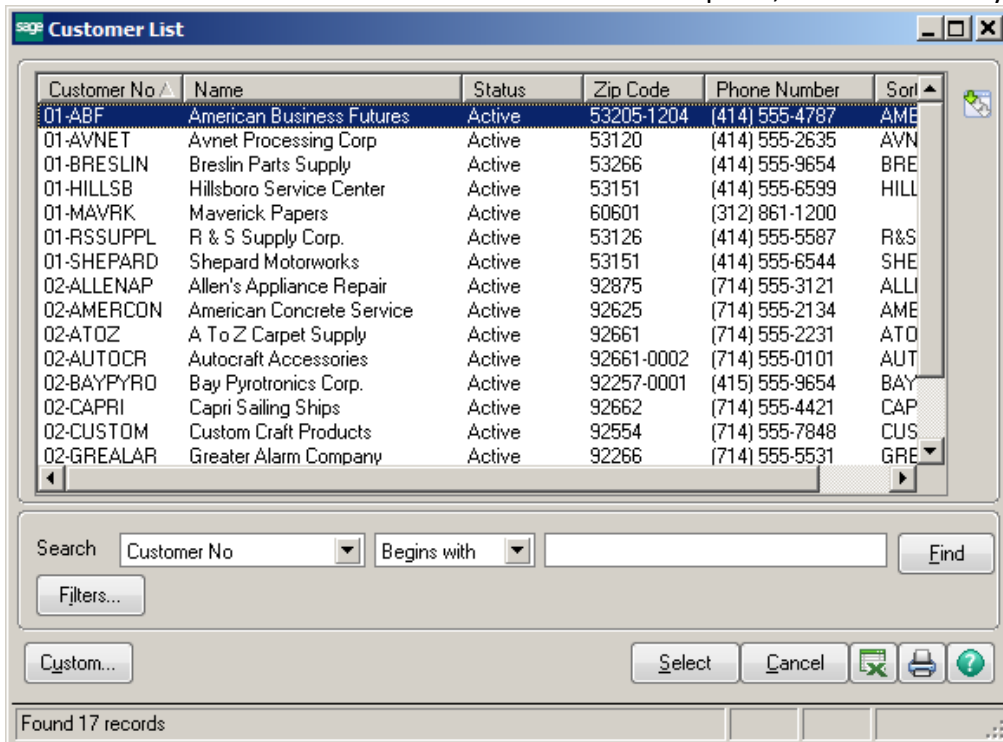 sage Customer List
Customer No Name Status Zip Code Phone Number Sort
01-ABF American Business Futures Active 53205-1204 (414) 555-4787 AME
01-AVNET Avnet Processing Corp Active 53120 (414) 555-2635 AVN
01-BRESLIN Breslin Parts Supply Active 53266 (414) 555-9654 BRE
01-HILLSB Hillsboro Service Center Active 53151 (414) 555-6599 HILL
01-MAVRK Maverick Papers Active 60601 (312) 861-1200
01-RSSUPPL R & S Supply Corp. Active 53126 (414) 555-5587 R&S
01-SHEPARD Shepard Motorworks Active 53151 (414) 555-6544 SHE
02-ALLENAP Allen's Appliance Repair Active 92875 (714) 555-3121 ALLI
02-AMERCON American Concrete Service Active 92625 (714) 555-2134 AME
02-ATOZ A To Z Carpet Supply Active 92661 (714) 555-2231 ATO
02-AUTOCR Autocraft Accessories Active 92661-0002 (714) 555-0101 AUT
02-BAYPYRO Bay Pyrotronics Corp. Active 92257-0001 (415) 555-9654 BAY
02-CAPRI Capri Sailing Ships Active 92662 (714) 555-4421 CAP
02-CUSTOM Custom Craft Products Active 92554 (714) 555-7848 CUS
02-GREALAR Greater Alarm Company Active 92266 (714) 555-5531 GRE
Search Customer No Begins with Find
Filters...
Custom... Select Cancel
Found 17 records